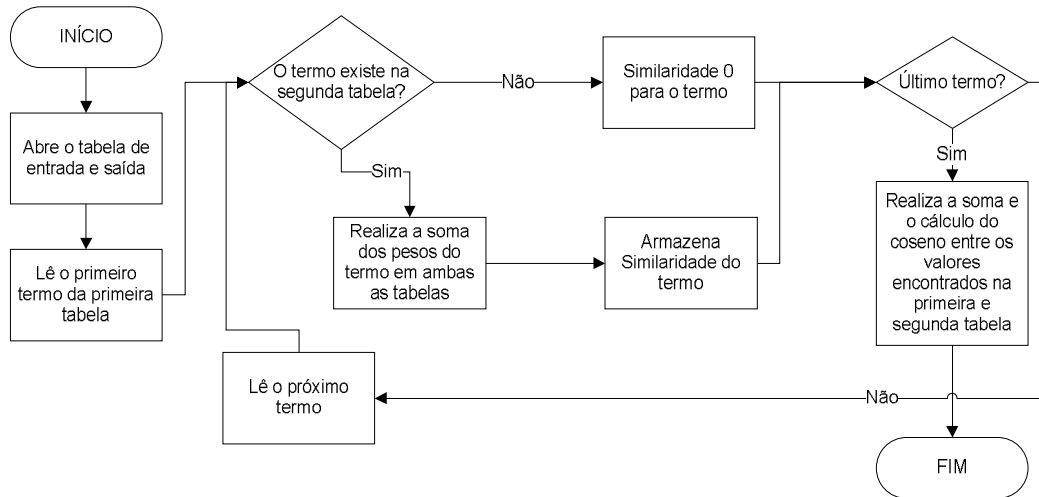 INÍCIO
Abre o tabela de
entrada e saída
Lê o primeiro
termo da primeira
tabela
O termo existe na
segunda tabela?
Não
Similaridade 0
para o termo
Sim
Realiza a soma
dos pesos do
termo em ambas
as tabelas
Armazena
Similaridade do
termo
Último termo?
Sim
Realiza a soma e
o cálculo do
coseno entre os
valores
encontrados na
primeira e
segunda tabela
Não
Lê o próximo
termo
FIM